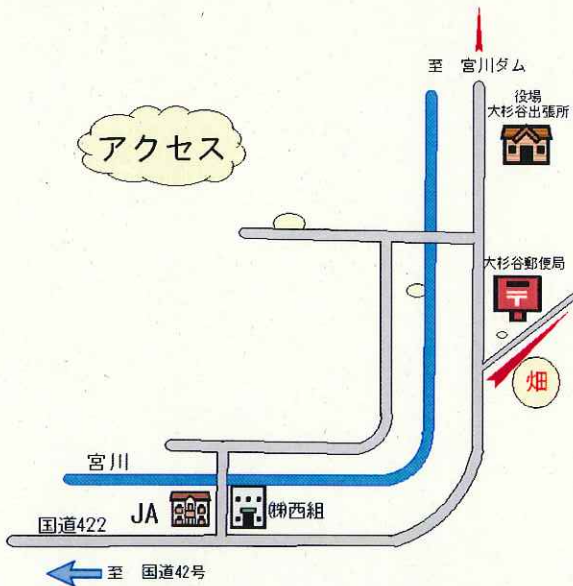 至 宮川ダム
役場
大杉谷出張所
アクセス
大杉谷郵便局
〒
畑
宮川
JA
㈱西組
国道422
至 国道42号